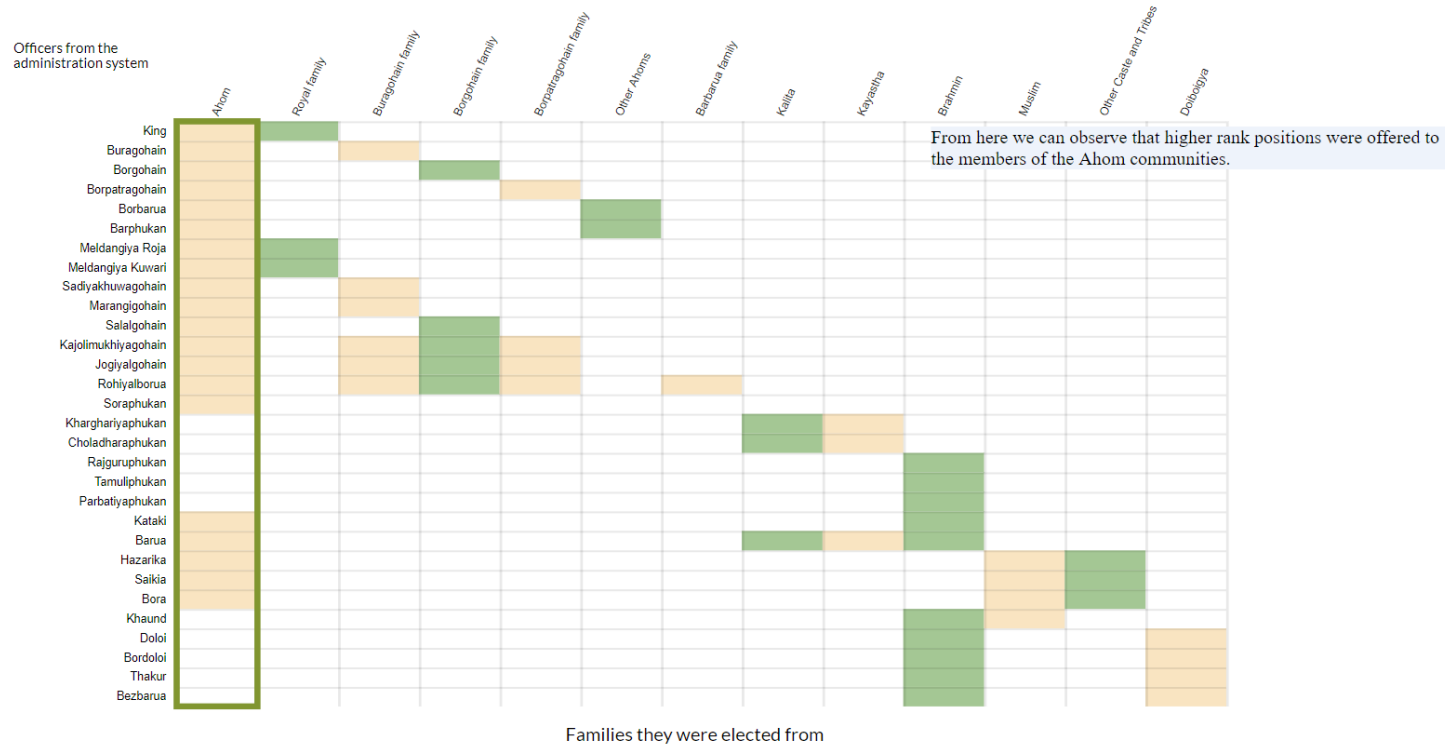 Officers from the
administration system
Ahom
Royal family
Buragohain family
Borgohain family
Borpatragohain family
Other Ahoms
Barbarua family
Kalita
Kayastha
Brahmin
Muslim
Other Caste and Tribes
Dolboigya
From here we can observe that higher rank positions were offered to
the members of the Ahom communities.
King
Buragohain
Borgohain
Borpatragohain
Borbarua
Barphukan
Meldangiya Roja
Meldangiya Kuwari
Sadiyakhuwagohain
Marangigohain
Salalgohain
Kajolimukhiyagohain
Jogiyalgohain
Rohiyalborua
Soraphukan
Kharghariyaphukan
Choladharaphukan
Rajguruphukan
Tamuliphukan
Parbatiyaphukan
Kataki
Barua
Hazarika
Saikia
Bora
Khaund
Doloi
Bordoloi
Thakur
Bezbarua
Families they were elected from